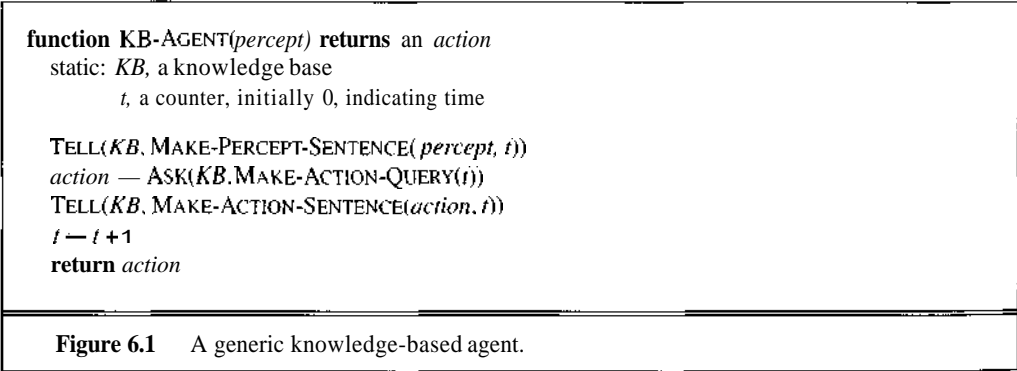 function KB-AGENT(percept) returns an action
static: KB, a knowledge base
t, a counter, initially 0, indicating time
TELL(KB, MAKE-PERCEPT-SENTENCE(percept, t))
action — ASK(KB.MAKE-ACTION-QUERY(t))
TELL(KB, MAKE-ACTION-SENTENCE(action, t))
t — t +1
return action
Figure 6.1 A generic knowledge-based agent.